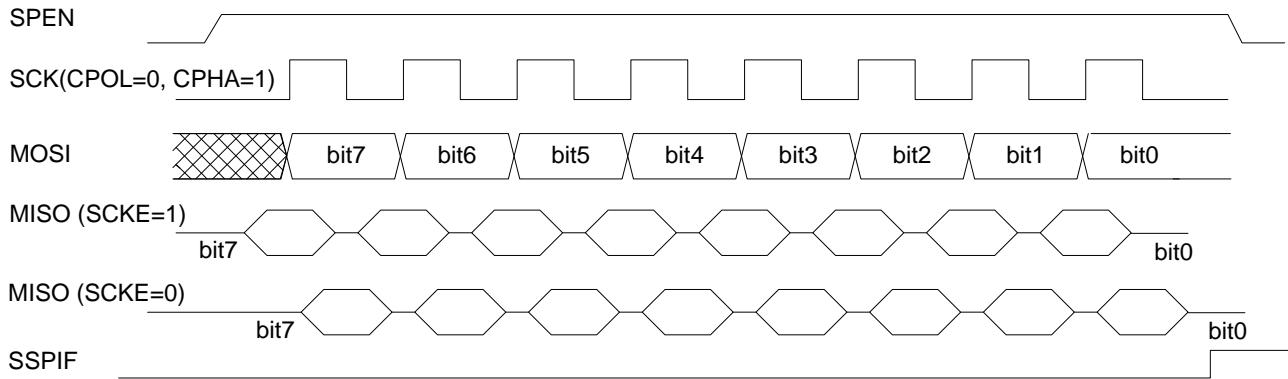 SPEN
SCK(CPOL=0, CPHA=1)
MOSI
bit7 bit6 bit5 bit4 bit3 bit2 bit1 bit0
MISO (SCKE=1)
bit7
bit0
MISO (SCKE=0)
bit7
bit0
SSPIF